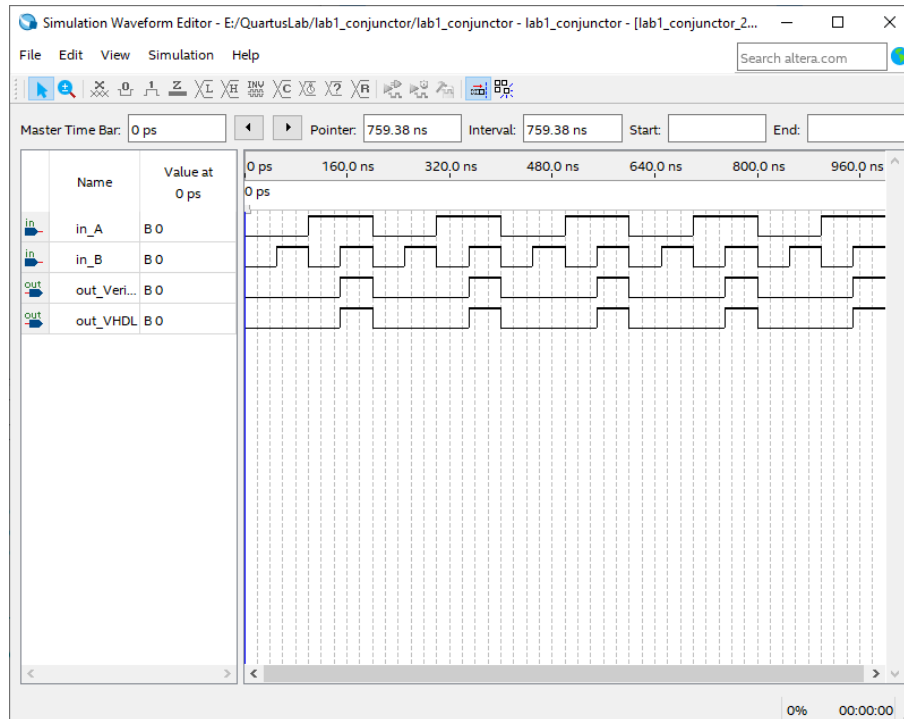 Simulation Waveform Editor - E:/QuartusLab/lab1_conjunctor/lab1_conjunctor - lab1_conjunctor - [lab1_conjunctor_2...
File Edit View Simulation Help
Search altera.com
Master Time Bar: 0 ps Pointer: 759.38 ns Interval: 759.38 ns Start: End:
Name Value at 0 ps
0 ps 160.0 ns 320.0 ns 480.0 ns 640.0 ns 800.0 ns 960.0 ns
0 ps
in in_A B 0
in in_B B 0
out out_Veri... B 0
out out_VHDL B 0
0% 00:00:00